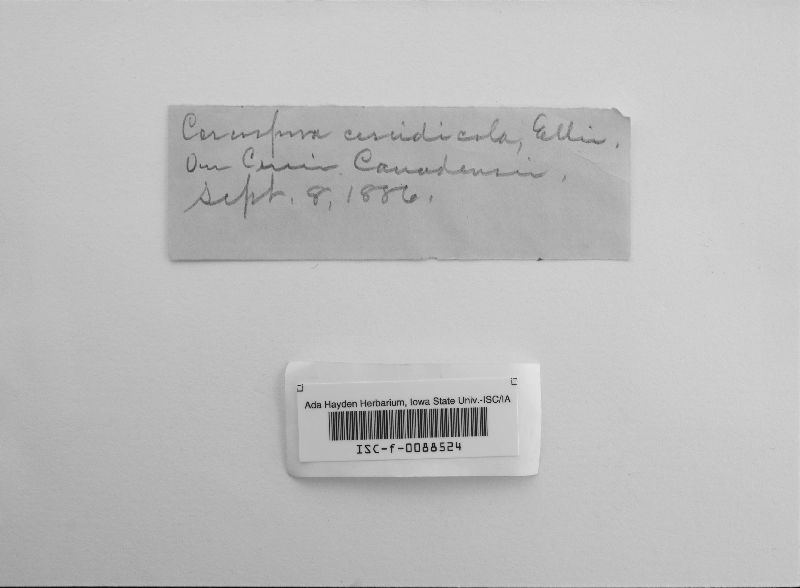 Cercospora cercidicola, Ellis.
On Cercis Canadensis.
Sept. 8, 1886.
Ada Hayden Herbarium, Iowa State Univ.-ISC/IA
ISC-f-0088524